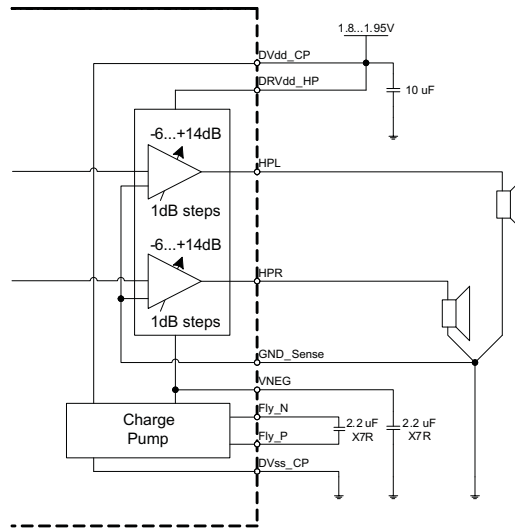 1.8...1.95V
DVdd_CP
DRVdd_HP
10 uF
-6...+14dB
HPL
1dB steps
-6...+14dB
HPR
1dB steps
GND_Sense
VNEG
Fly_N
Charge
Pump
2.2 uF
X7R
2.2 uF
X7R
Fly_P
DVss_CP